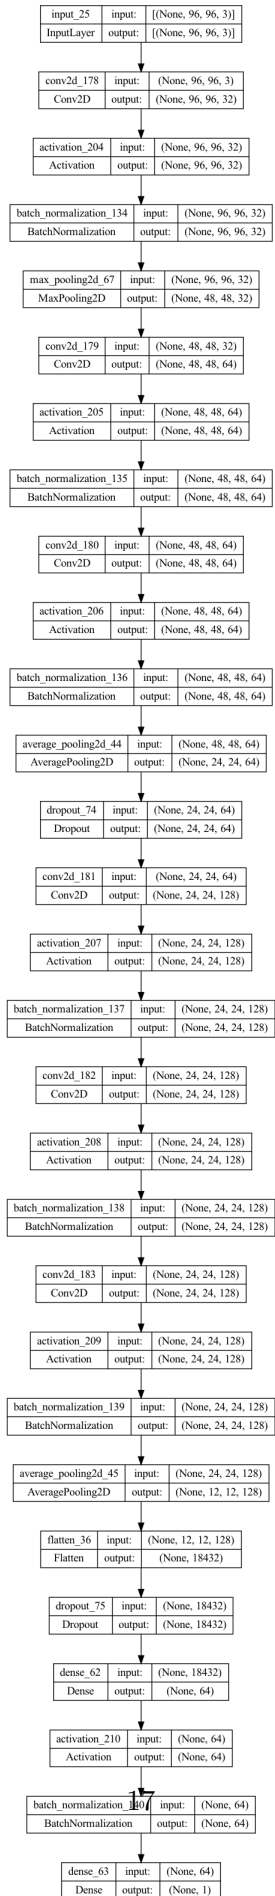 input_25 input: [(None, 96, 96, 3)]
InputLayer output: [(None, 96, 96, 3)]
conv2d_178 input: (None, 96, 96, 3)
Conv2D output: (None, 96, 96, 32)
activation_204 input: (None, 96, 96, 32)
Activation output: (None, 96, 96, 32)
batch_normalization_134 input: (None, 96, 96, 32)
BatchNormalization output: (None, 96, 96, 32)
max_pooling2d_67 input: (None, 96, 96, 32)
MaxPooling2D output: (None, 48, 48, 32)
conv2d_179 input: (None, 48, 48, 32)
Conv2D output: (None, 48, 48, 64)
activation_205 input: (None, 48, 48, 64)
Activation output: (None, 48, 48, 64)
batch_normalization_135 input: (None, 48, 48, 64)
BatchNormalization output: (None, 48, 48, 64)
conv2d_180 input: (None, 48, 48, 64)
Conv2D output: (None, 48, 48, 64)
activation_206 input: (None, 48, 48, 64)
Activation output: (None, 48, 48, 64)
batch_normalization_136 input: (None, 48, 48, 64)
BatchNormalization output: (None, 48, 48, 64)
average_pooling2d_44 input: (None, 48, 48, 64)
AveragePooling2D output: (None, 24, 24, 64)
dropout_74 input: (None, 24, 24, 64)
Dropout output: (None, 24, 24, 64)
conv2d_181 input: (None, 24, 24, 64)
Conv2D output: (None, 24, 24, 128)
activation_207 input: (None, 24, 24, 128)
Activation output: (None, 24, 24, 128)
batch_normalization_137 input: (None, 24, 24, 128)
BatchNormalization output: (None, 24, 24, 128)
conv2d_182 input: (None, 24, 24, 128)
Conv2D output: (None, 24, 24, 128)
activation_208 input: (None, 24, 24, 128)
Activation output: (None, 24, 24, 128)
batch_normalization_138 input: (None, 24, 24, 128)
BatchNormalization output: (None, 24, 24, 128)
conv2d_183 input: (None, 24, 24, 128)
Conv2D output: (None, 24, 24, 128)
activation_209 input: (None, 24, 24, 128)
Activation output: (None, 24, 24, 128)
batch_normalization_139 input: (None, 24, 24, 128)
BatchNormalization output: (None, 24, 24, 128)
average_pooling2d_45 input: (None, 24, 24, 128)
AveragePooling2D output: (None, 12, 12, 128)
flatten_36 input: (None, 12, 12, 128)
Flatten output: (None, 18432)
dropout_75 input: (None, 18432)
Dropout output: (None, 18432)
dense_62 input: (None, 18432)
Dense output: (None, 64)
activation_210 input: (None, 64)
Activation output: (None, 64)
17
batch_normalization_140 input: (None, 64)
BatchNormalization output: (None, 64)
dense_63 input: (None, 64)
Dense output: (None, 1)